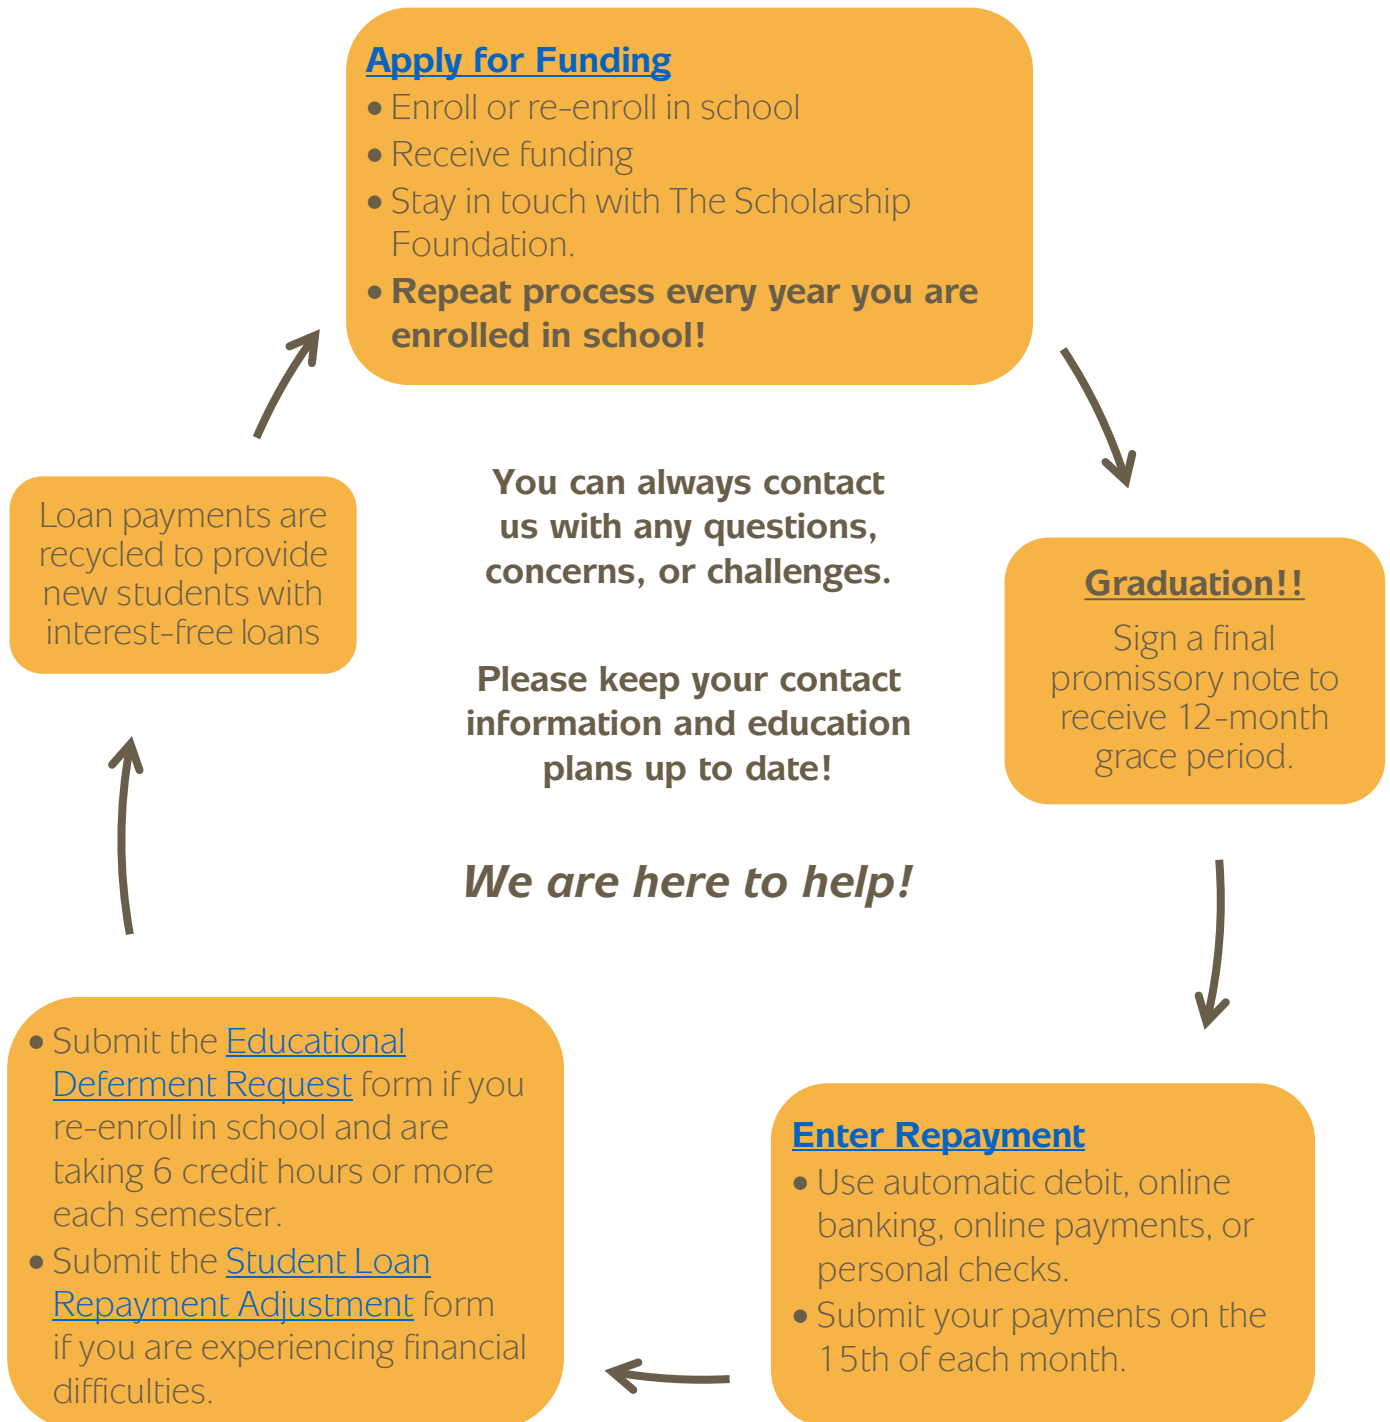 Apply for Funding
• Enroll or re-enroll in school
• Receive funding
• Stay in touch with The Scholarship
Foundation.
• Repeat process every year you are
enrolled in school!
Loan payments are
recycled to provide
new students with
interest-free loans
You can always contact
us with any questions,
concerns, or challenges.
Please keep your contact
information and education
plans up to date!
We are here to help!
Graduation!!
Sign a final
promissory note to
receive 12-month
grace period.
• Submit the Educational
Deferment Request form if you
re-enroll in school and are
taking 6 credit hours or more
each semester.
• Submit the Student Loan
Repayment Adjustment form
if you are experiencing financial
difficulties.
Enter Repayment
• Use automatic debit, online
banking, online payments, or
personal checks.
• Submit your payments on the
15th of each month.